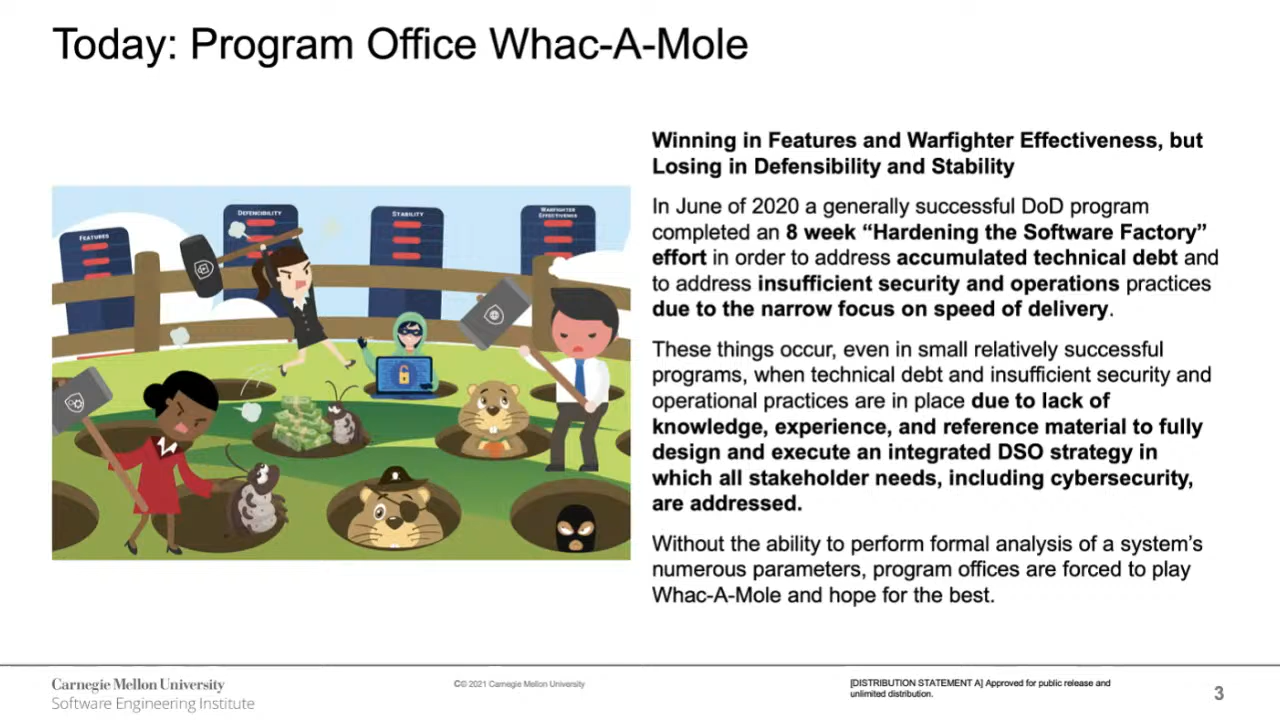 Today: Program Office Whac-A-Mole
Winning in Features and Warfighter Effectiveness, but
Losing in Defensibility and Stability
In June of 2020 a generally successful DoD program
completed an 8 week “Hardening the Software Factory”
effort in order to address accumulated technical debt and
to address insufficient security and operations practices
due to the narrow focus on speed of delivery.
These things occur, even in small relatively successful
programs, when technical debt and insufficient security and
operational practices are in place due to lack of
knowledge, experience, and reference material to fully
design and execute an integrated DSO strategy in
which all stakeholder needs, including cybersecurity,
are addressed.
Without the ability to perform formal analysis of a system’s
numerous parameters, program offices are forced to play
Whac-A-Mole and hope for the best.
FEATURES
DEFENCIBILITY
STABILITY
WARFIGHTER
EFFECTIVENESS
Carnegie Mellon University
Software Engineering Institute
©© 2021 Carnegie Mellon University
[DISTRIBUTION STATEMENT A] Approved for public release and
unlimited distribution.
3